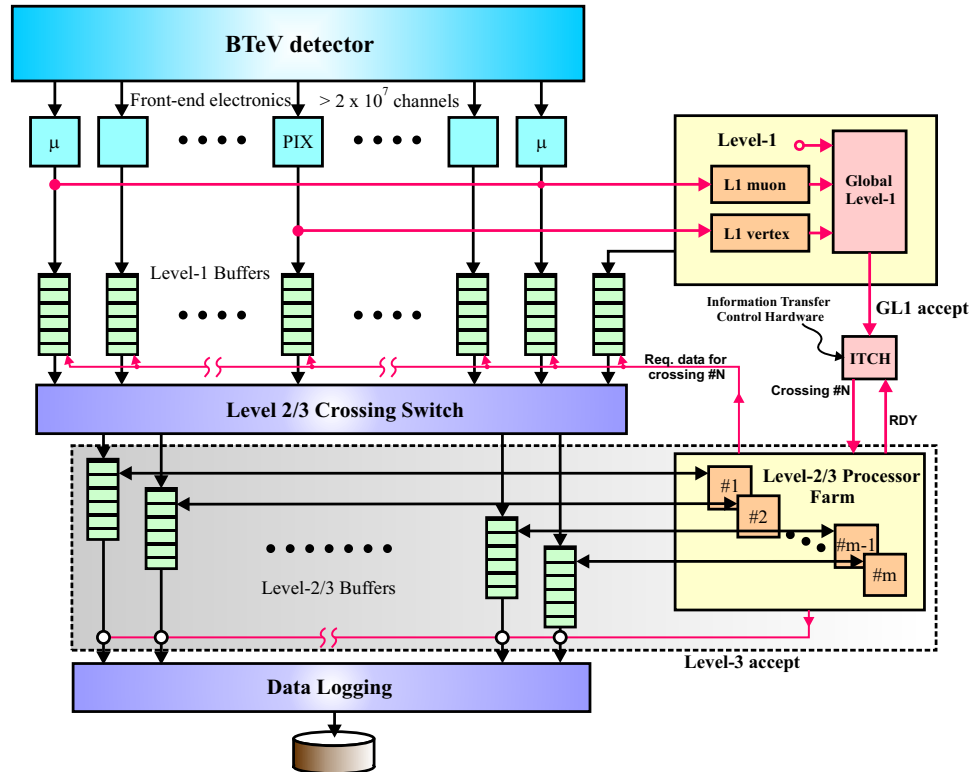 BTeV detector
Front-end electronics > 2 x 10^7 channels
μ
PIX
μ
Level-1
L1 muon
Global
Level-1
L1 vertex
Level-1 Buffers
Information Transfer
Control Hardware
GL1 accept
ITCH
Req. data for
crossing #N
Crossing #N
RDY
Level 2/3 Crossing Switch
Level-2/3 Processor
Farm
#1
#2
#m-1
#m
Level-2/3 Buffers
Level-3 accept
Data Logging